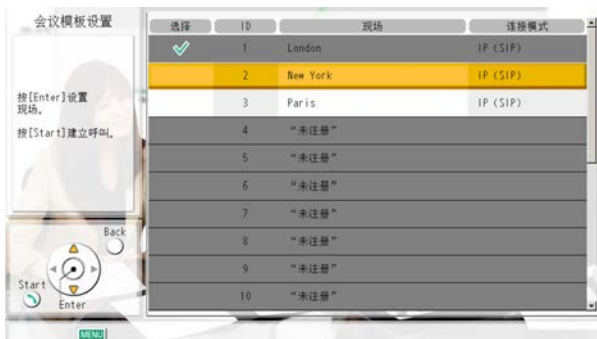 会议模板设置
按[Enter]设置
现场。
按[Start]建立呼叫。
Back
Start
Enter
MENU
选择 ID 现场 连接模式
1 London IP (SIP)
2 New York IP (SIP)
3 Paris IP (SIP)
4 “未注册”
5 “未注册”
6 “未注册”
7 “未注册”
8 “未注册”
9 “未注册”
10 “未注册”